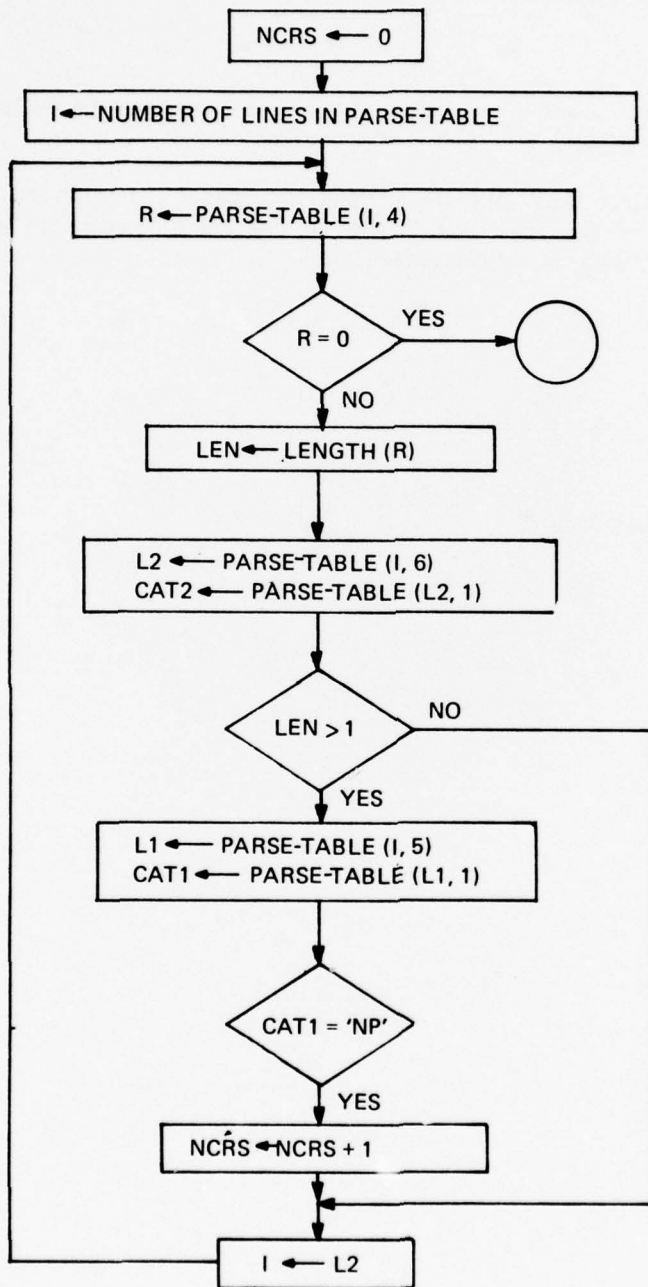 NCRS ← 0
I ← NUMBER OF LINES IN PARSE-TABLE
R ← PARSE-TABLE (I, 4)
R = 0
YES
NO
LEN ← LENGTH (R)
L2 ← PARSE-TABLE (I, 6)
CAT2 ← PARSE-TABLE (L2, 1)
LEN > 1
NO
YES
L1 ← PARSE-TABLE (I, 5)
CAT1 ← PARSE-TABLE (L1, 1)
CAT1 = 'NP'
YES
NCRS ← NCRS + 1
I ← L2